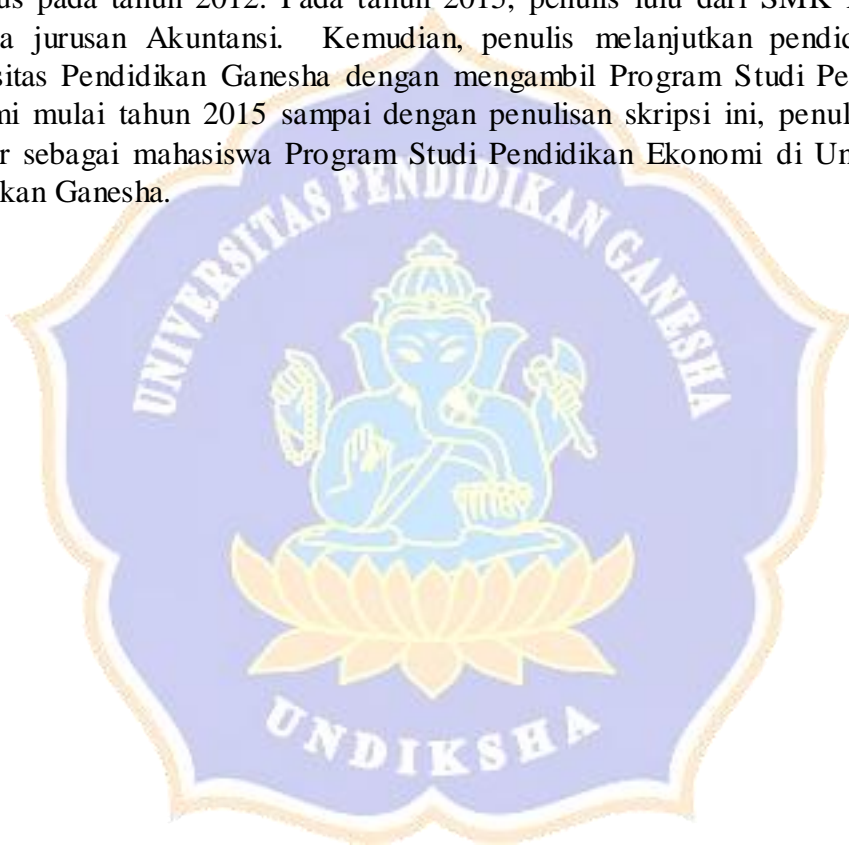 us pada tahun 2012. Pada tahun 2015, penulis lulu dari SMK
a jurusan Akuntansi. Kemudian, penulis melanjutkan pendid
sitas Pendidikan Ganesha dengan mengambil Program Studi Pe
mi mulai tahun 2015 sampai dengan penulisan skripsi ini, penul
r sebagai mahasiswa Program Studi Pendidikan Ekonomi di Un
kan Ganesha.
UNIVERSITAS PENDIDIKAN GANESHA
UNDIKSHA